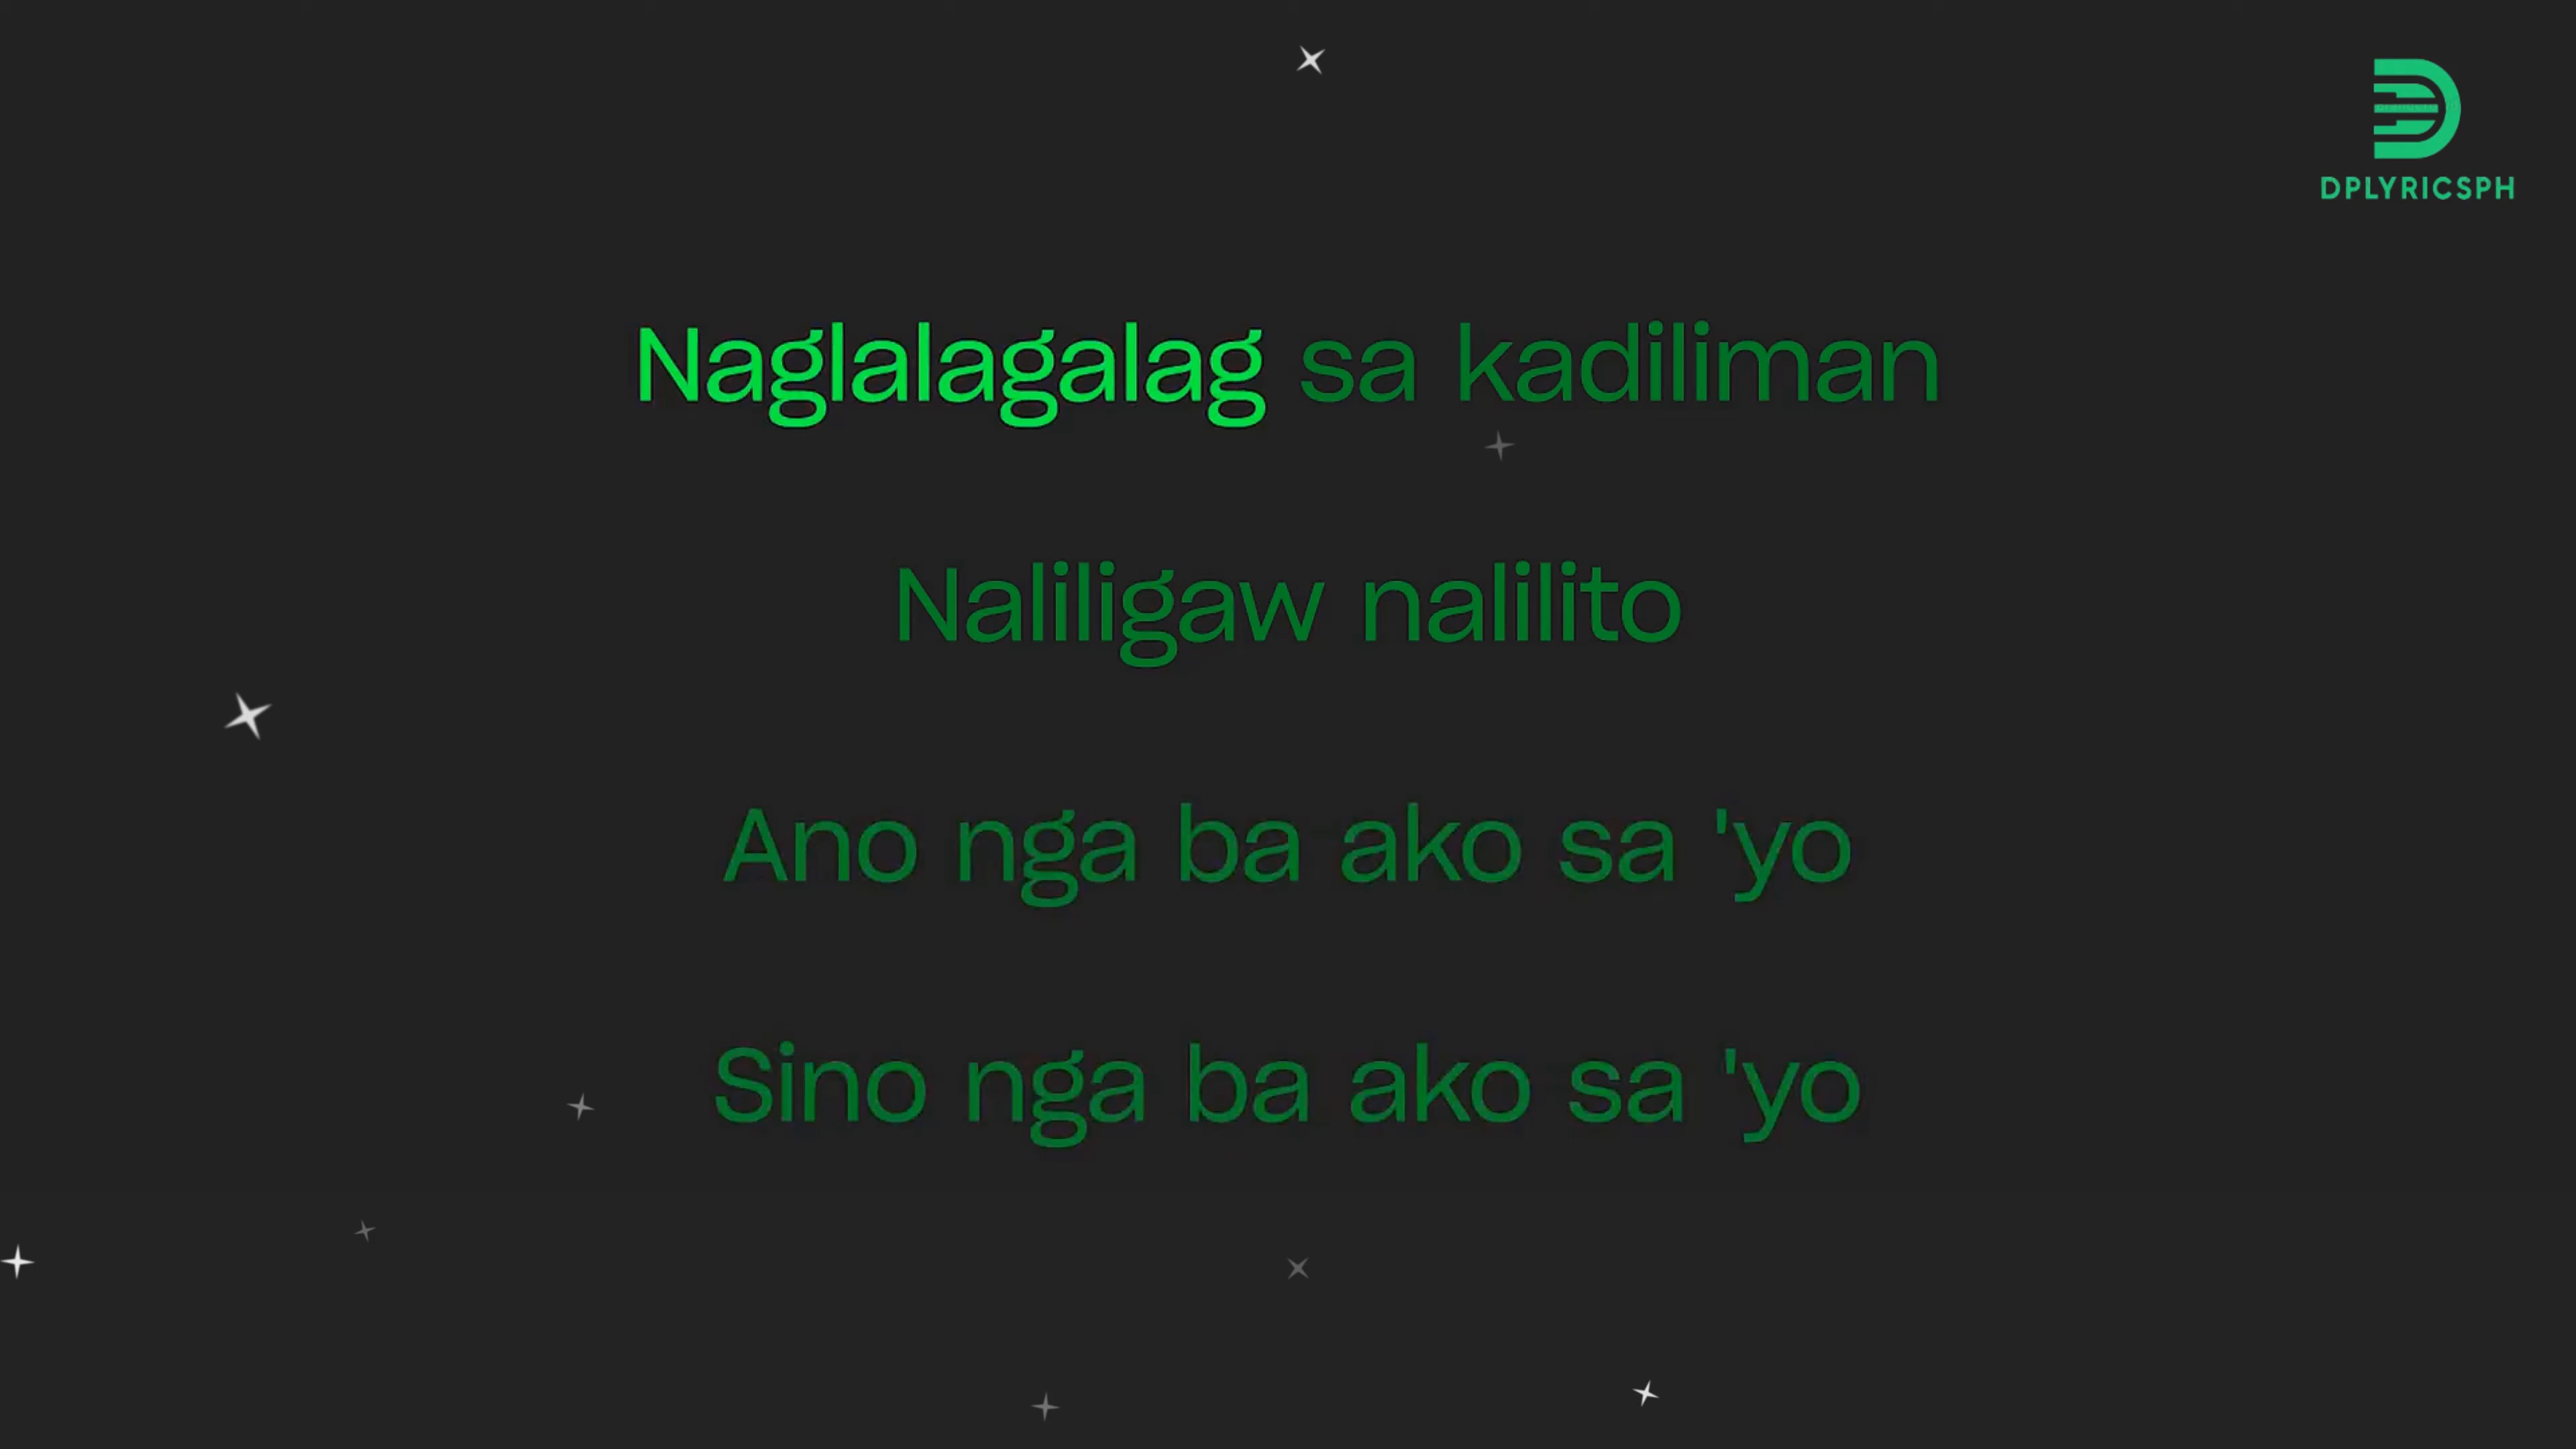 DPLYRICSPH
Naglalagalag sa kadiliman
Naliligaw nalilito
Ano nga ba ako sa 'yo
Sino nga ba ako sa 'yo